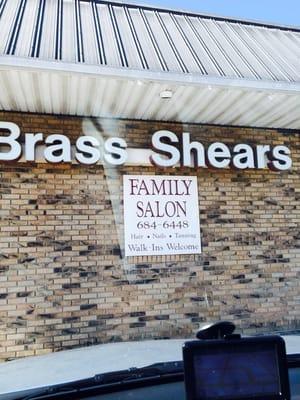 Brass Shears
FAMILY
SALON
684-6448
Hair • Nails • Tanning
Walk-Ins Welcome